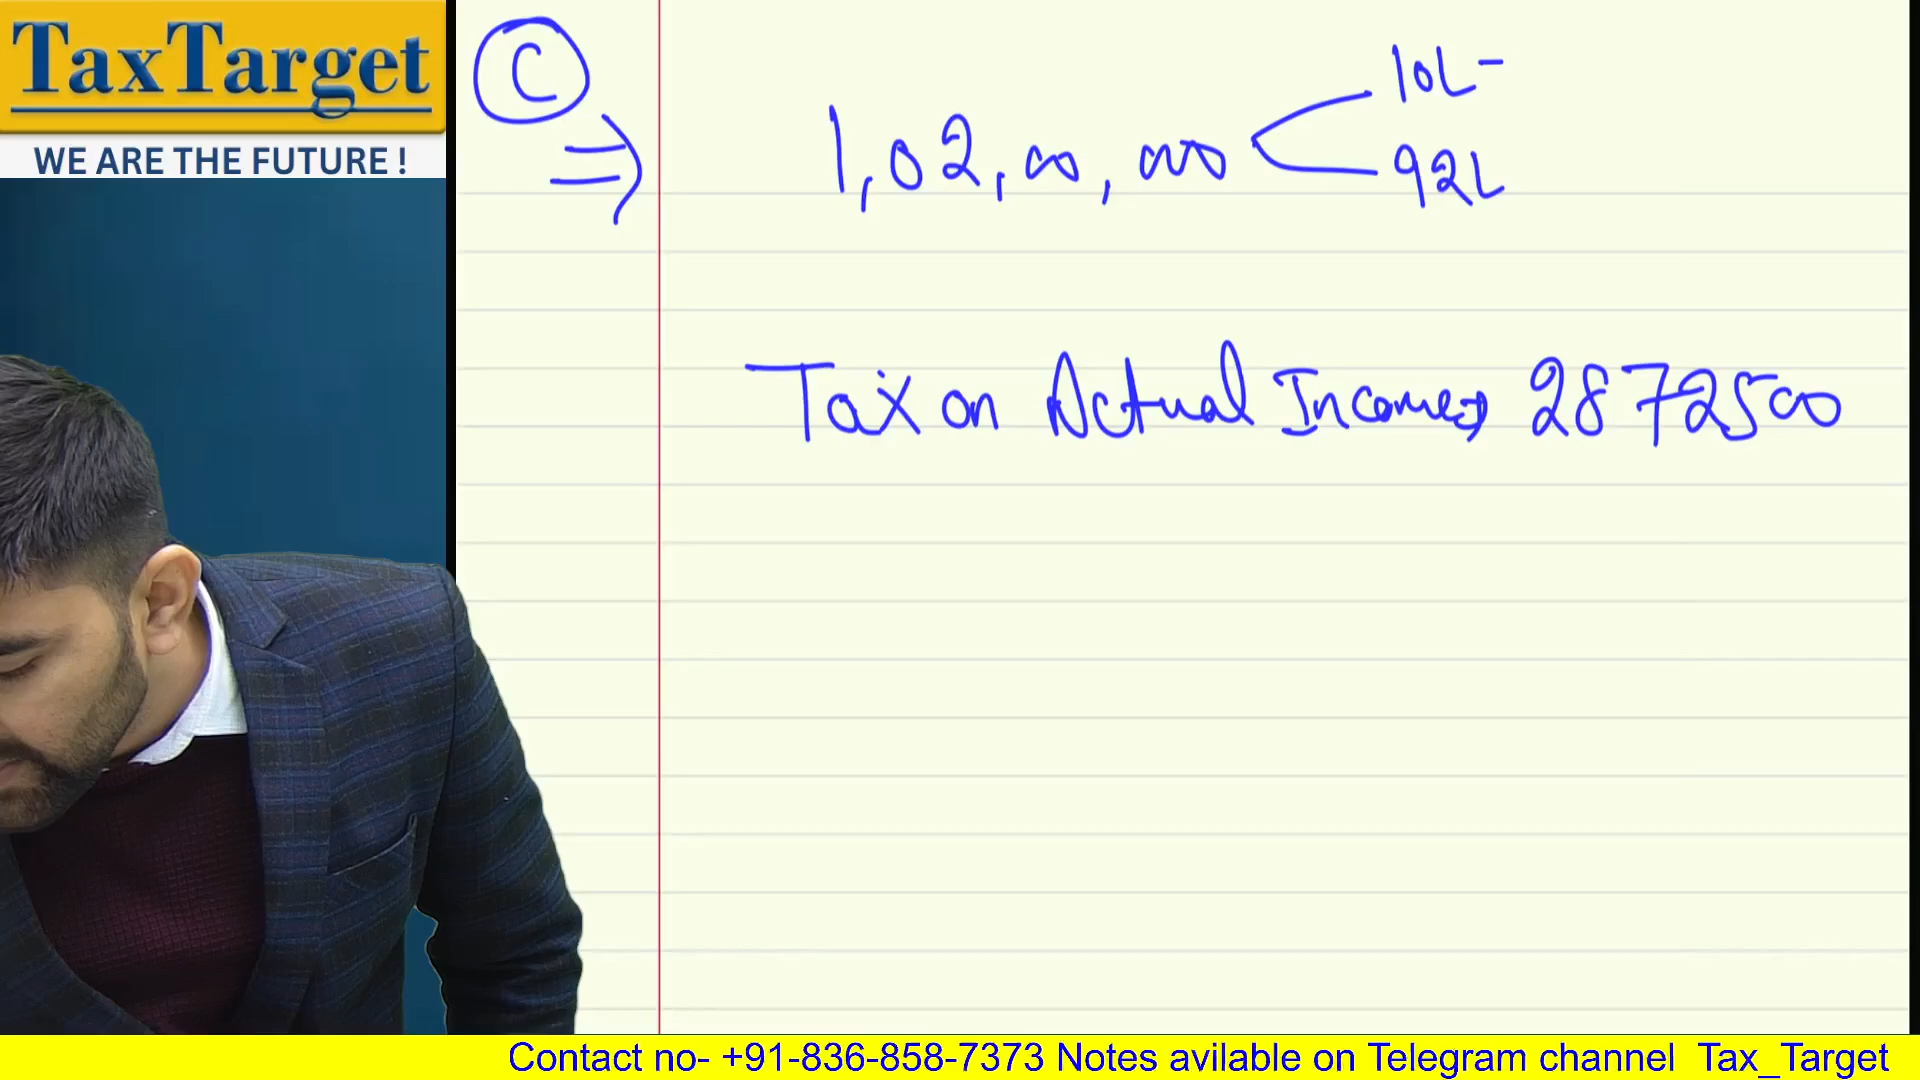 TaxTarget
WE ARE THE FUTURE !
C
⇒ 1,02,00,000
10L-
92L
Tax on Actual Income⇒ 2872500
Contact no- +91-836-858-7373 Notes avilable on Telegram channel Tax_Target